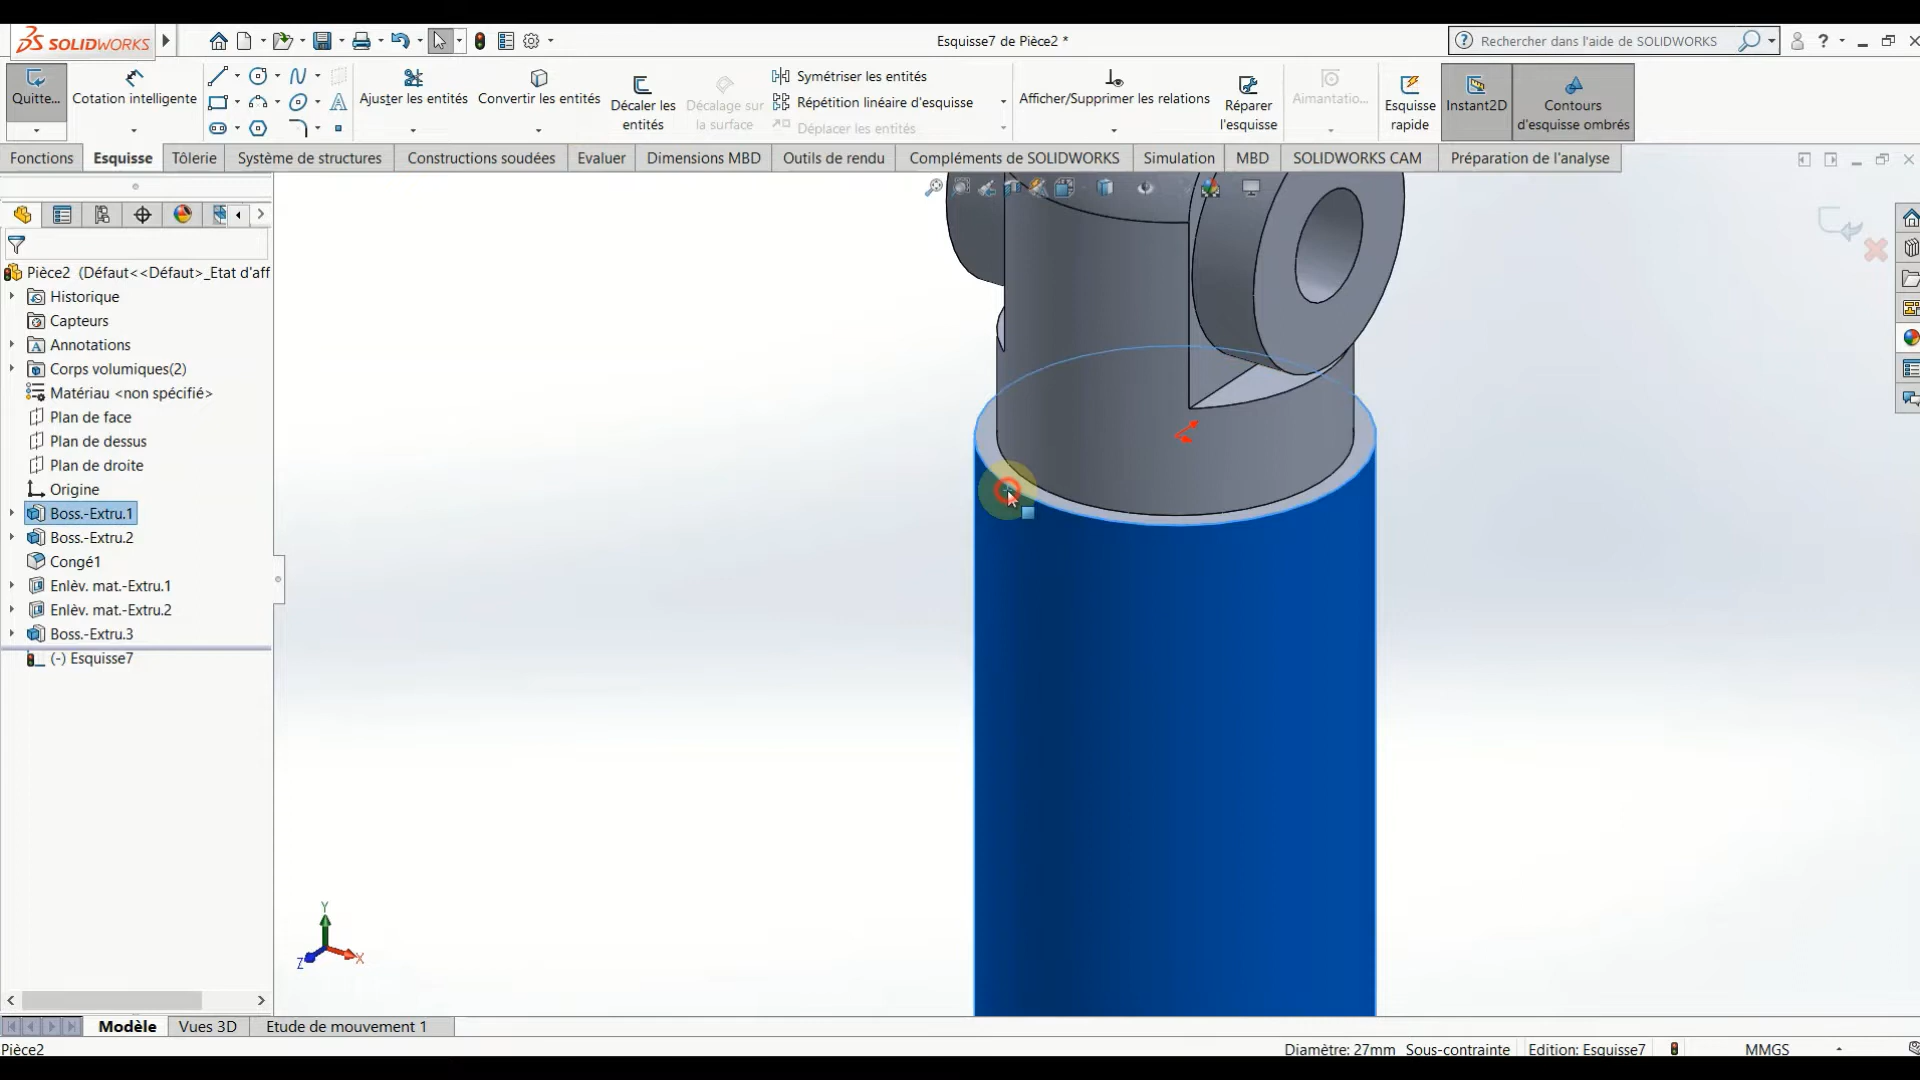 SOLIDWORKS
Esquisse7 de Pièce2 *
Rechercher dans l'aide de SOLIDWORKS
?
Quitte...
Cotation intelligente
Ajuster les entités
Convertir les entités
Décaler les entités
Décalage sur la surface
Symétriser les entités
Répétition linéaire d'esquisse
Déplacer les entités
Afficher/Supprimer les relations
Réparer l'esquisse
Aimantatio...
Esquisse rapide
Instant2D
Contours d'esquisse ombrés
Fonctions
Esquisse
Tôlerie
Système de structures
Constructions soudées
Evaluer
Dimensions MBD
Outils de rendu
Compléments de SOLIDWORKS
Simulation
MBD
SOLIDWORKS CAM
Préparation de l'analyse
Pièce2 (Défaut<<Défaut>_Etat d'aff
Historique
Capteurs
Annotations
Corps volumiques(2)
Matériau <non spécifié>
Plan de face
Plan de dessus
Plan de droite
Origine
Boss.-Extru.1
Boss.-Extru.2
Congé1
Enlèv. mat.-Extru.1
Enlèv. mat.-Extru.2
Boss.-Extru.3
(-) Esquisse7
Y
Z
X
Modèle
Vues 3D
Etude de mouvement 1
Pièce2
Diamètre: 27mm
Sous-contrainte
Edition: Esquisse7
MMGS